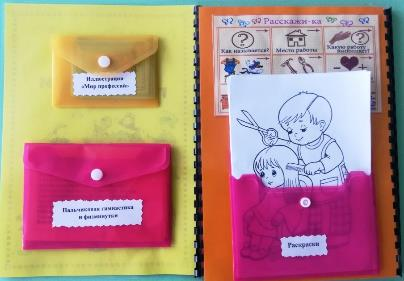 Иллюстрации
«Мир профессий»
Пальчиковая гимнастика
и физминутки
Расскажи-ка
Как называется?
Место работы
Какую работу
выполняет?
Раскраски